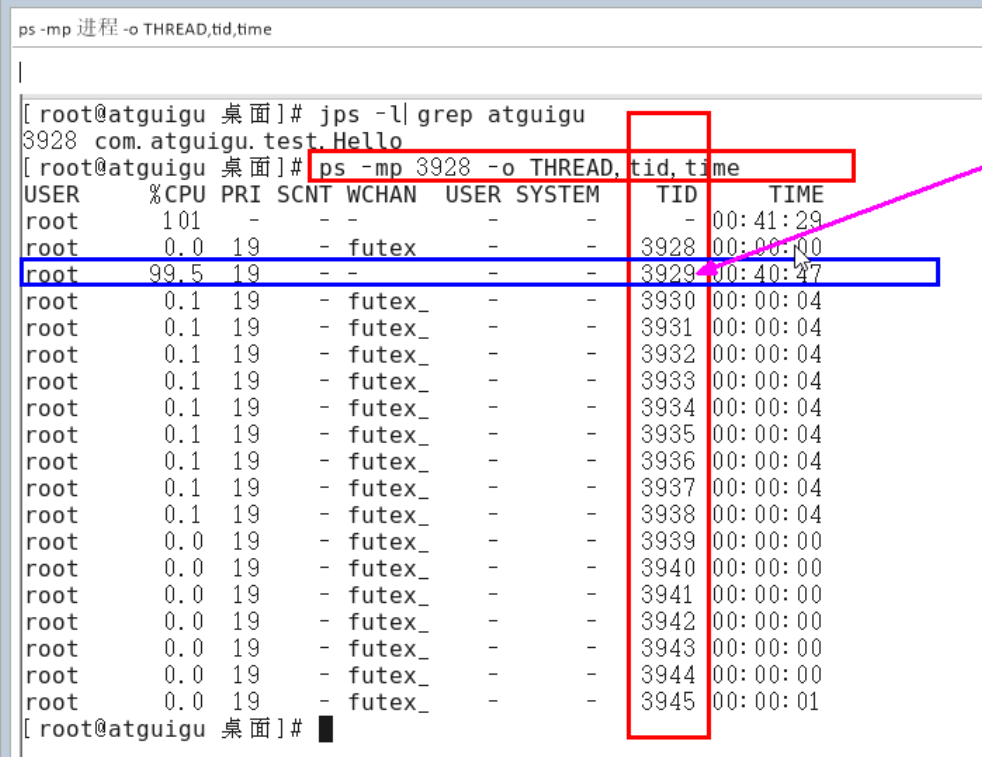 ps -mp 进程 -o THREAD,tid,time
[root@atguigu 桌面]# jps -l| grep atguigu
3928 com.atguigu.test.Hello
[root@atguigu 桌面]# ps -mp 3928 -o THREAD,tid,time
USER %CPU PRI SCNT WCHAN USER SYSTEM TID TIME
root 101 - - - - - - 00:41:29
root 0.0 19 - futex - - 3928 00:00:00
root 99.5 19 - - - - 3929 00:40:47
root 0.1 19 - futex_ - - 3930 00:00:04
root 0.1 19 - futex_ - - 3931 00:00:04
root 0.1 19 - futex_ - - 3932 00:00:04
root 0.1 19 - futex_ - - 3933 00:00:04
root 0.1 19 - futex_ - - 3934 00:00:04
root 0.1 19 - futex_ - - 3935 00:00:04
root 0.1 19 - futex_ - - 3936 00:00:04
root 0.1 19 - futex_ - - 3937 00:00:04
root 0.1 19 - futex_ - - 3938 00:00:04
root 0.0 19 - futex_ - - 3939 00:00:00
root 0.0 19 - futex_ - - 3940 00:00:00
root 0.0 19 - futex_ - - 3941 00:00:00
root 0.0 19 - futex_ - - 3942 00:00:00
root 0.0 19 - futex_ - - 3943 00:00:00
root 0.0 19 - futex_ - - 3944 00:00:00
root 0.0 19 - futex_ - - 3945 00:00:01
[root@atguigu 桌面]#